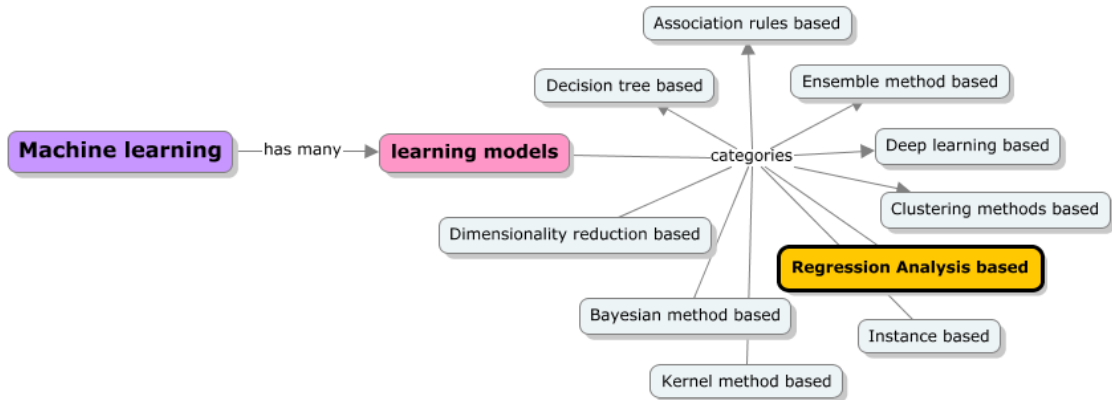 Association rules based
Decision tree based
Ensemble method based
Machine learning
has many
learning models
categories
Deep learning based
Clustering methods based
Dimensionality reduction based
Regression Analysis based
Bayesian method based
Instance based
Kernel method based